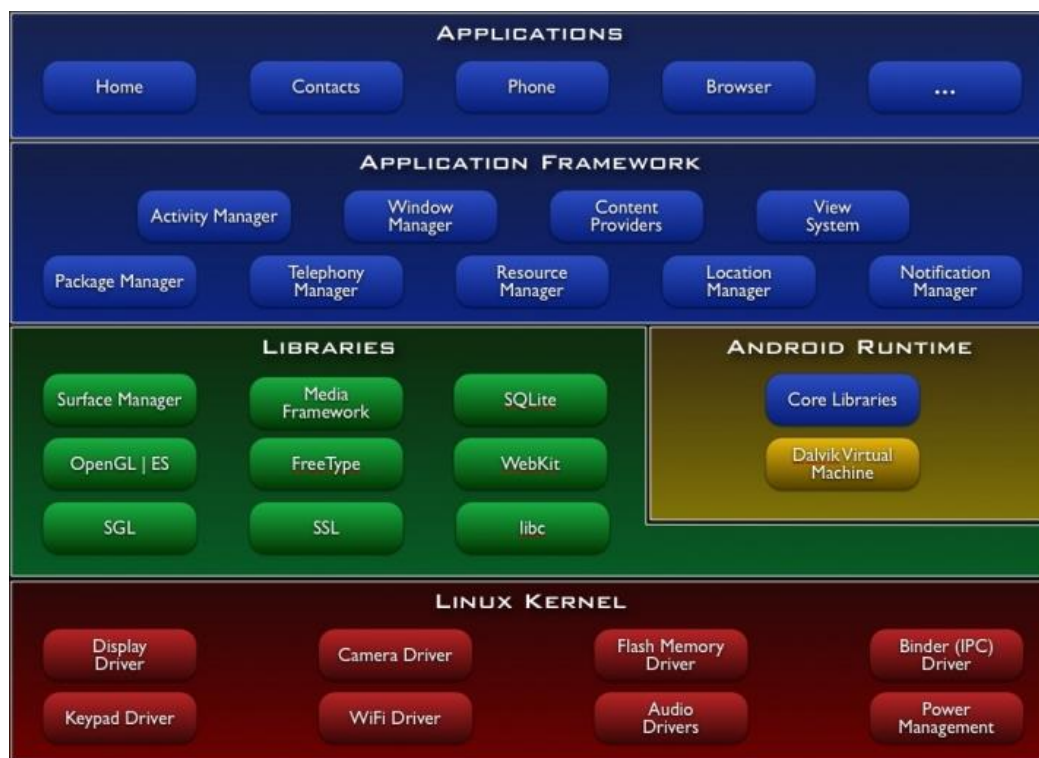 APPLICATIONS
Home
Contacts
Phone
Browser
...
APPLICATION FRAMEWORK
Activity Manager
Window
Manager
Content
Providers
View
System
Package Manager
Telephony
Manager
Resource
Manager
Location
Manager
Notification
Manager
LIBRARIES
Surface Manager
Media
Framework
SQLite
OpenGL | ES
FreeType
WebKit
SGL
SSL
libc
ANDROID RUNTIME
Core Libraries
Dalvik Virtual
Machine
LINUX KERNEL
Display
Driver
Camera Driver
Flash Memory
Driver
Binder (IPC)
Driver
Keypad Driver
WiFi Driver
Audio
Drivers
Power
Management